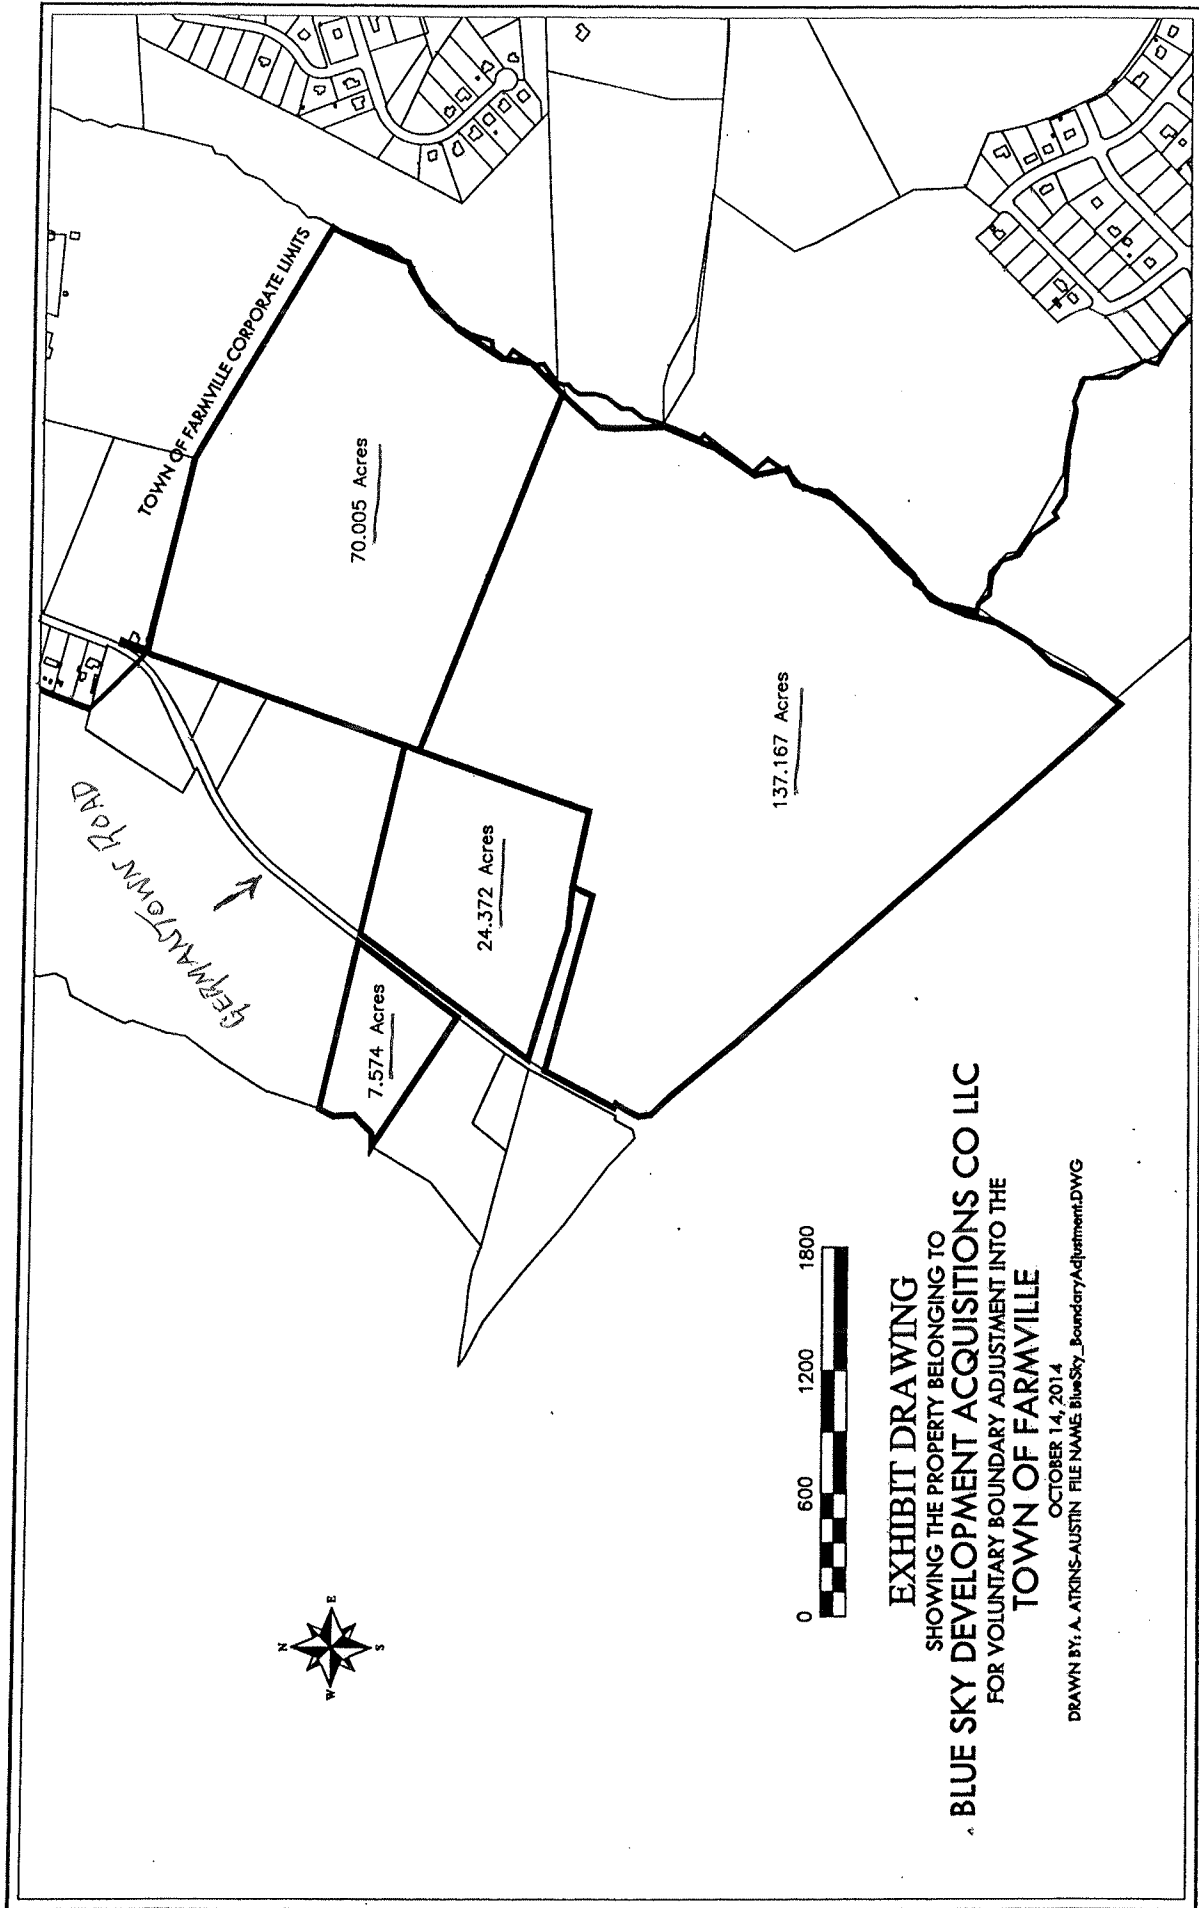 TOWN OF FARMVILLE CORPORATE LIMITS
70.005 Acres
137.167 Acres
24.372 Acres
7.574 Acres
GERMANTOWN ROAD
N
E
S
W
0 600 1200 1800
EXHIBIT DRAWING
SHOWING THE PROPERTY BELONGING TO
BLUE SKY DEVELOPMENT ACQUISITIONS CO LLC
FOR VOLUNTARY BOUNDARY ADJUSTMENT INTO THE
TOWN OF FARMVILLE
OCTOBER 14, 2014
DRAWN BY: A. ATKINS-AUSTIN FILE NAME: BlueSky_BoundaryAdjustment.DWG